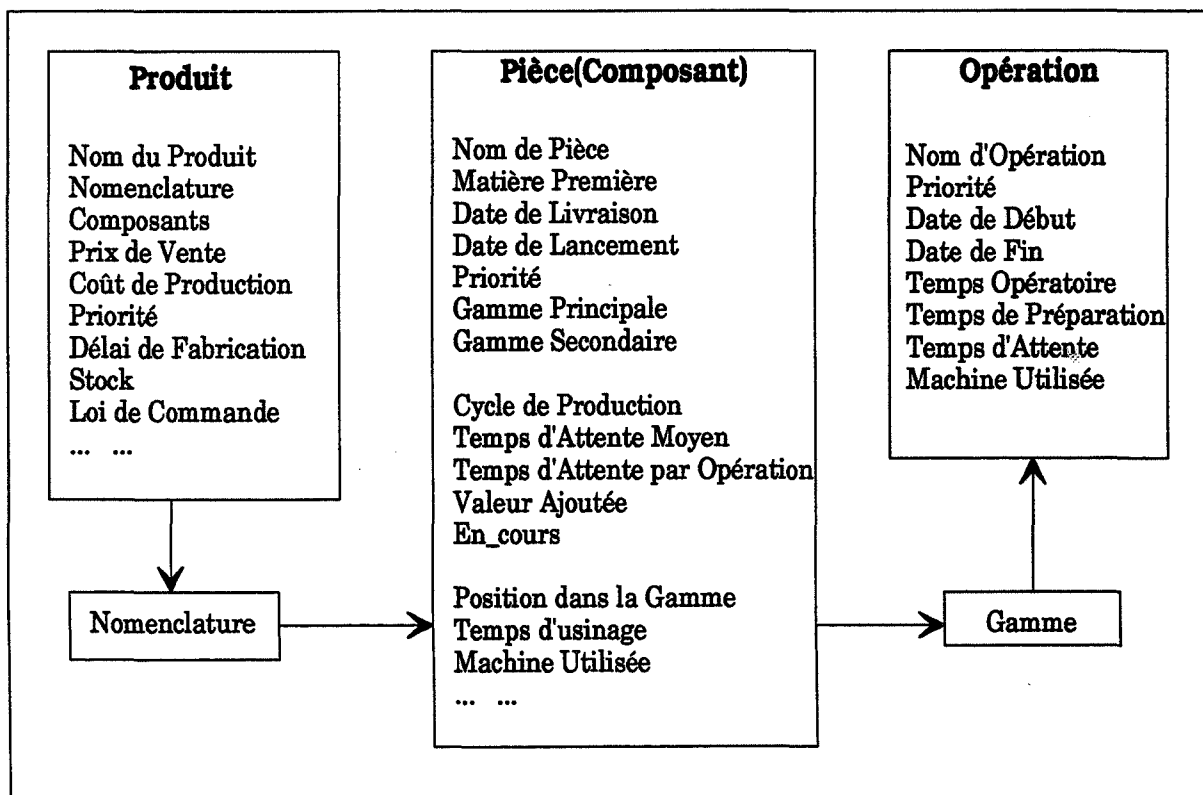 Produit
Nom du Produit
Nomenclature
Composants
Prix de Vente
Coût de Production
Priorité
Délai de Fabrication
Stock
Loi de Commande
... ...
Nomenclature
Pièce(Composant)
Nom de Pièce
Matière Première
Date de Livraison
Date de Lancement
Priorité
Gamme Principale
Gamme Secondaire
Cycle de Production
Temps d'Attente Moyen
Temps d'Attente par Opération
Valeur Ajoutée
En_cours
Position dans la Gamme
Temps d'usinage
Machine Utilisée
... ...
Opération
Nom d'Opération
Priorité
Date de Début
Date de Fin
Temps Opératoire
Temps de Préparation
Temps d'Attente
Machine Utilisée
Gamme